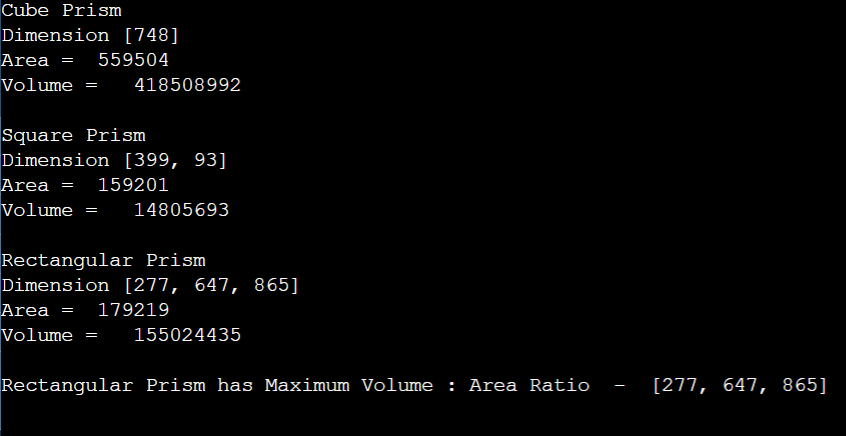 Cube Prism
Dimension [748]
Area =  559504
Volume =   418508992
Square Prism
Dimension [399, 93]
Area =  159201
Volume =   14805693
Rectangular Prism
Dimension [277, 647, 865]
Area =  179219
Volume =   155024435
Rectangular Prism has Maximum Volume : Area Ratio  -  [277, 647, 865]